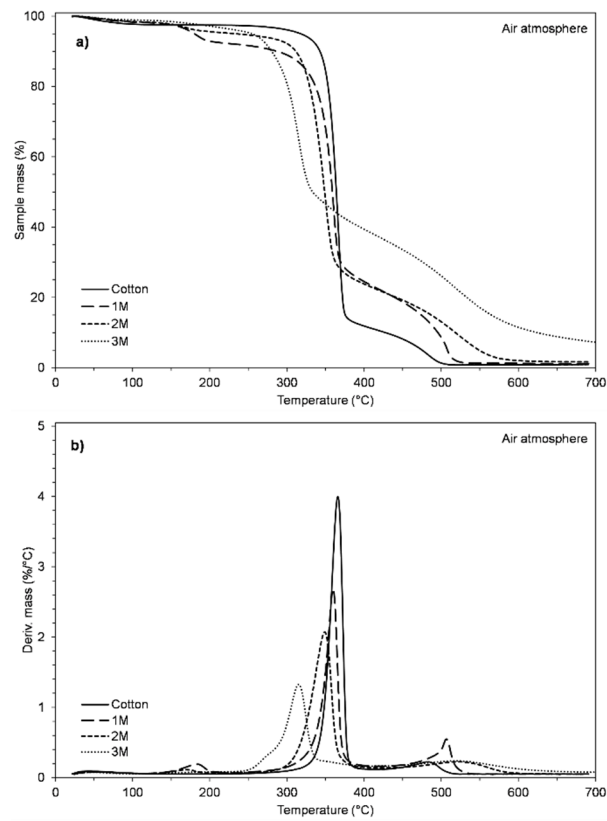 100
a)
Air atmosphere
80
60
40
20
0
Sample mass (%)
Cotton
1M
2M
3M
0 100 200 300 400 500 600 700
Temperature (°C)
5
b)
Air atmosphere
4
3
2
1
0
Deriv. mass (%/°C)
Cotton
1M
2M
3M
0 100 200 300 400 500 600 700
Temperature (°C)